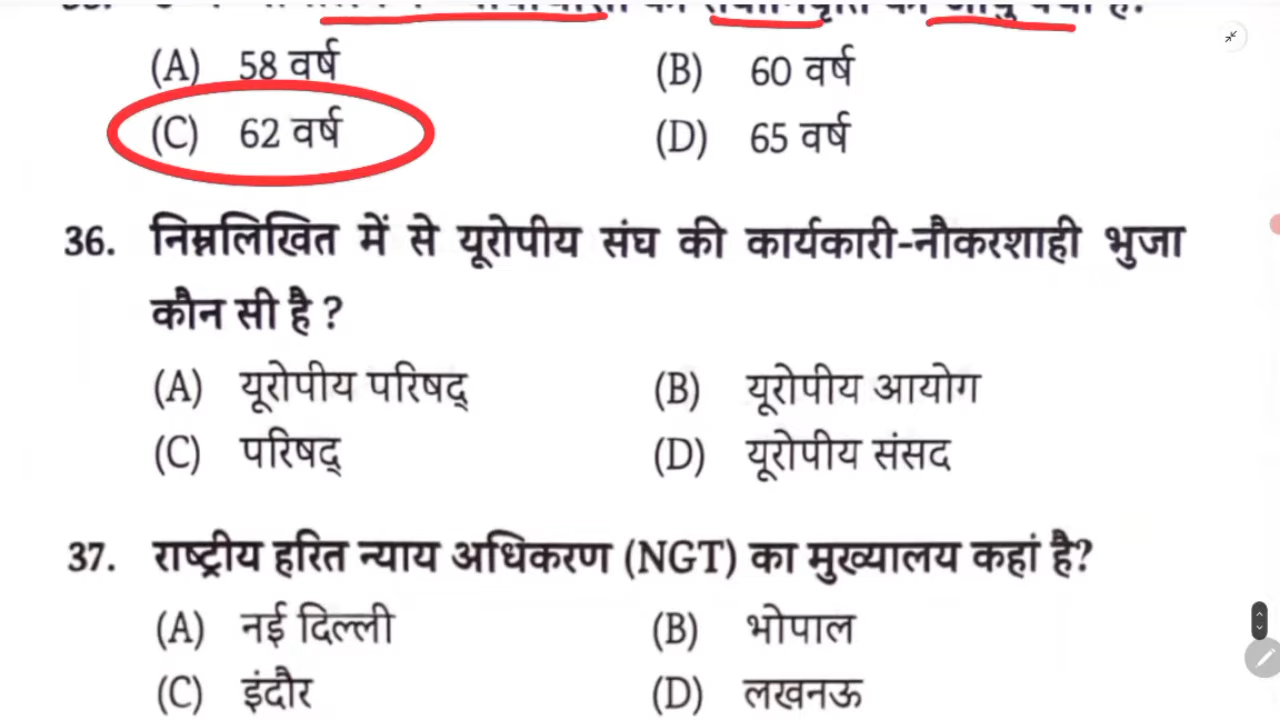 (A) 58 वर्ष (B) 60 वर्ष
(C) 62 वर्ष (D) 65 वर्ष
36. निम्नलिखित में से यूरोपीय संघ की कार्यकारी-नौकरशाही भुजा
कौन सी है ?
(A) यूरोपीय परिषद् (B) यूरोपीय आयोग
(C) परिषद् (D) यूरोपीय संसद
37. राष्ट्रीय हरित न्याय अधिकरण (NGT) का मुख्यालय कहां है?
(A) नई दिल्ली (B) भोपाल
(C) इंदौर (D) लखनऊ